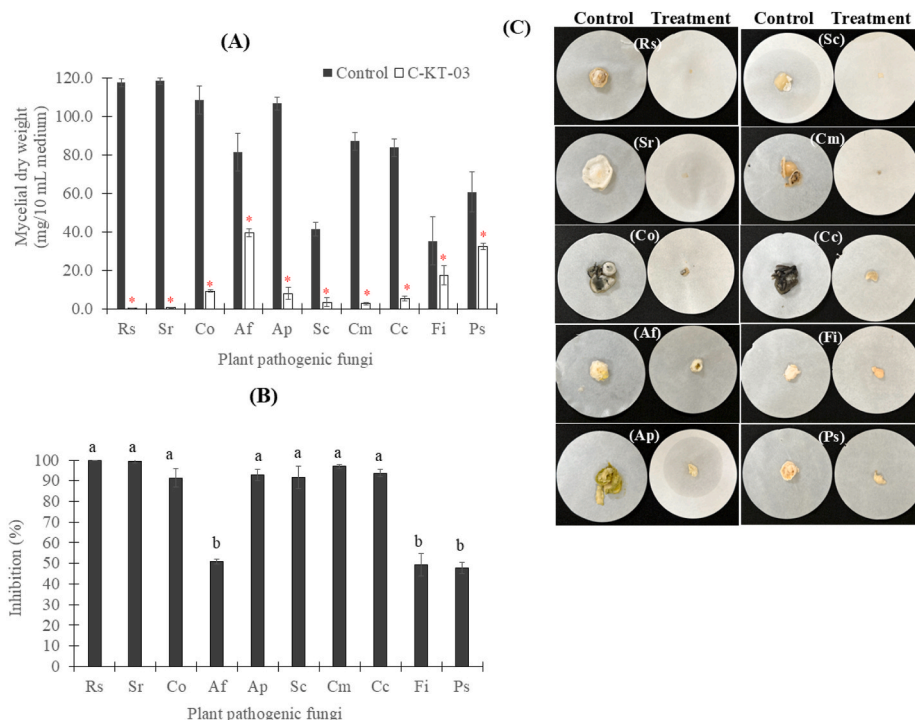 (A)
Control C-KT-03
Mycelial dry weight
(mg/10 mL medium)
120.0
100.0
80.0
60.0
40.0
20.0
0.0
* * * * * * * * * *
Rs Sr Co Af Ap Sc Cm Cc Fi Ps
Plant pathogenic fungi
(B)
Inhibition (%)
100
90
80
70
60
50
40
30
20
10
0
a a a b a a a a b b
Rs Sr Co Af Ap Sc Cm Cc Fi Ps
Plant pathogenic fungi
(C)
Control Treatment Control Treatment
(Rs) (Sc)
(Sr) (Cm)
(Co) (Cc)
(Af) (Fi)
(Ap) (Ps)